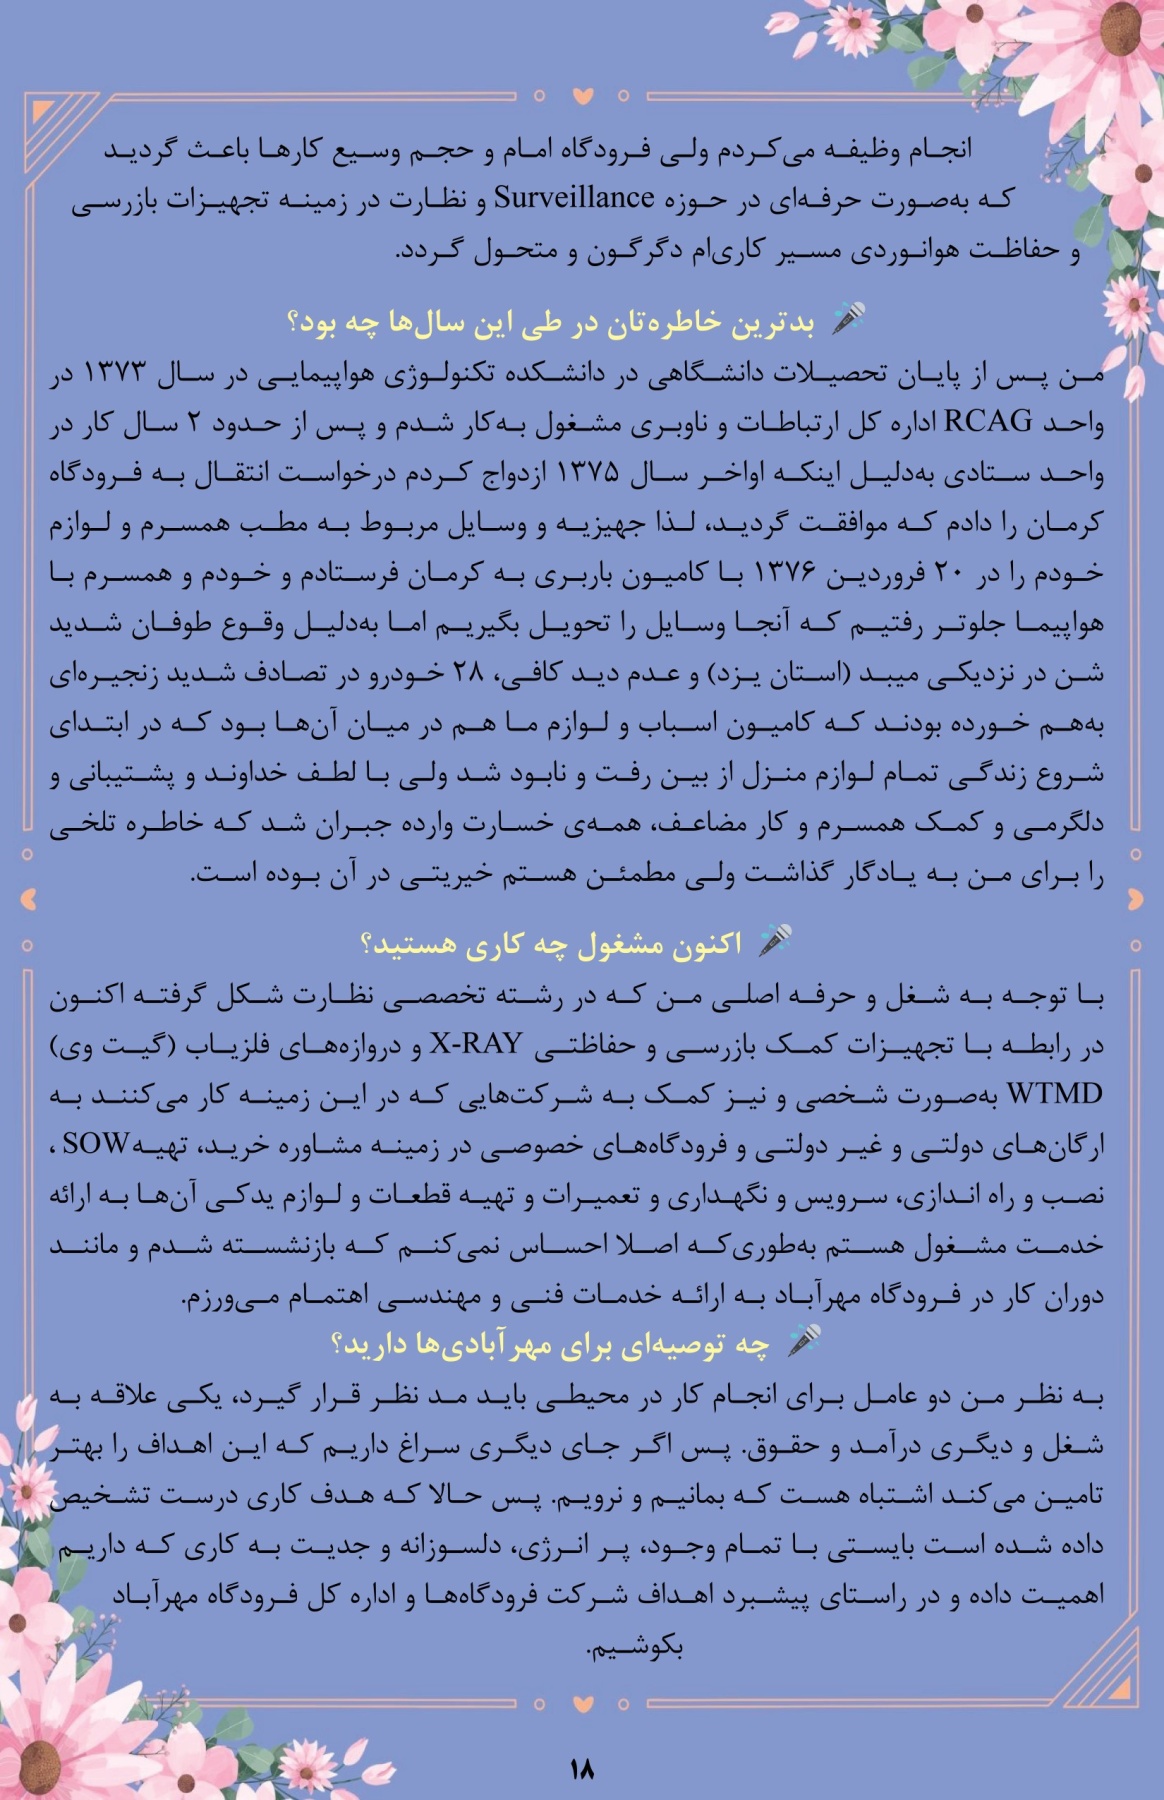 انجام وظیفه می‌کردم ولی فرودگاه امام و حجم وسیع کارها باعث گردید
که به‌صورت حرفه‌ای در حوزه Surveillance و نظارت در زمینه تجهیزات بازرسی
و حفاظت هوانوردی مسیر کاری‌ام دگرگون و متحول گردد.
بدترین خاطره‌تان در طی این سال‌ها چه بود؟
من پس از پایان تحصیلات دانشگاهی در دانشکده تکنولوژی هواپیمایی در سال ۱۳۷۳ در
واحد RCAG اداره کل ارتباطات و ناوبری مشغول به‌کار شدم و پس از حدود ۲ سال کار در
واحد ستادی به‌دلیل اینکه اواخر سال ۱۳۷۵ ازدواج کردم درخواست انتقال به فرودگاه
کرمان را دادم که موافقت گردید، لذا جهیزیه و وسایل مربوط به مطب همسرم و لوازم
خودم را در ۲۰ فروردین ۱۳۷۶ با کامیون باربری به کرمان فرستادم و خودم و همسرم با
هواپیما جلوتر رفتیم که آنجا وسایل را تحویل بگیریم اما به‌دلیل وقوع طوفان شدید
شن در نزدیکی میبد (استان یزد) و عدم دید کافی، ۲۸ خودرو در تصادف شدید زنجیره‌ای
به‌هم خورده بودند که کامیون اسباب و لوازم ما هم در میان آن‌ها بود که در ابتدای
شروع زندگی تمام لوازم منزل از بین رفت و نابود شد ولی با لطف خداوند و پشتیبانی و
دلگرمی و کمک همسرم و کار مضاعف، همه‌ی خسارت وارده جبران شد که خاطره تلخی
را برای من به یادگار گذاشت ولی مطمئن هستم خیریتی در آن بوده است.
اکنون مشغول چه کاری هستید؟
با توجه به شغل و حرفه اصلی من که در رشته تخصصی نظارت شکل گرفته اکنون
در رابطه با تجهیزات کمک بازرسی و حفاظتی X-RAY و دروازه‌های فلزیاب (گیت وی)
WTMD به‌صورت شخصی و نیز کمک به شرکت‌هایی که در این زمینه کار می‌کنند به
ارگان‌های دولتی و غیر دولتی و فرودگاه‌های خصوصی در زمینه مشاوره خرید، تهیهSOW ،
نصب و راه اندازی، سرویس و نگهداری و تعمیرات و تهیه قطعات و لوازم یدکی آن‌ها به ارائه
خدمت مشغول هستم به‌طوری‌که اصلا احساس نمی‌کنم که بازنشسته شدم و مانند
دوران کار در فرودگاه مهرآباد به ارائه خدمات فنی و مهندسی اهتمام می‌ورزم.
چه توصیه‌ای برای مهرآبادی‌ها دارید؟
به نظر من دو عامل برای انجام کار در محیطی باید مد نظر قرار گیرد، یکی علاقه به
شغل و دیگری درآمد و حقوق. پس اگر جای دیگری سراغ داریم که این اهداف را بهتر
تامین می‌کند اشتباه هست که بمانیم و نرویم. پس حالا که هدف کاری درست تشخیص
داده شده است بایستی با تمام وجود، پر انرژی، دلسوزانه و جدیت به کاری که داریم
اهمیت داده و در راستای پیشبرد اهداف شرکت فرودگاه‌ها و اداره کل فرودگاه مهرآباد
بکوشیم.
۱۸